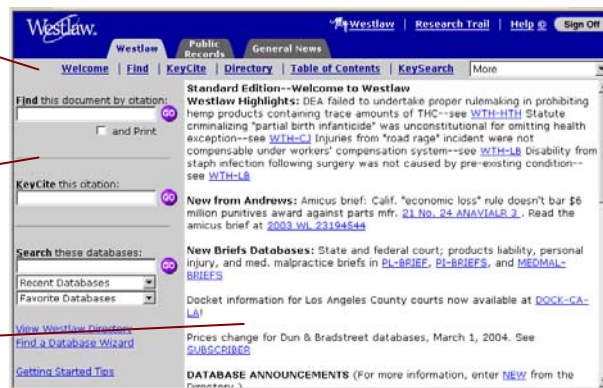 Westlaw.
My Westlaw | Research Trail | Help | Sign Off
Westlaw
Public Records
General News
Welcome | Find | KeyCite | Directory | Table of Contents | KeySearch
More
Find this document by citation:
GO
and Print
KeyCite this citation:
GO
Search these databases:
GO
Recent Databases
Favorite Databases
View Westlaw Directory
Find a Database Wizard
Getting Started Tips
Standard Edition--Welcome to Westlaw
Westlaw Highlights: DEA failed to undertake proper rulemaking in prohibiting
hemp products containing trace amounts of THC--see WTH-HTH Statute
criminalizing "partial birth infanticide" was unconstitutional for omitting health
exception--see WTH-CJ Injuries from "road rage" incident were not
compensable under workers' compensation system--see WTH-LB Disability from
staph infection following surgery was not caused by pre-existing condition--
see WTH-LB
New from Andrews: Amicus brief: Calif. "economic loss" rule doesn't bar $6
million punitives award against parts mfr. 21 No. 24 ANAVIALR 3 . Read the
amicus brief at 2003 WL 23194544
New Briefs Databases: State and federal court; products liability, personal
injury, and med. malpractice briefs in PL-BRIEF, PI-BRIEFS, and MEDMAL-
BRIEFS
Docket information for Los Angeles County courts now available at DOCK-CA-
LA!
Prices change for Dun & Bradstreet databases, March 1, 2004. See
SUBSCRIBER
DATABASE ANNOUNCEMENTS (For more information, enter NEW from the
Directory.)